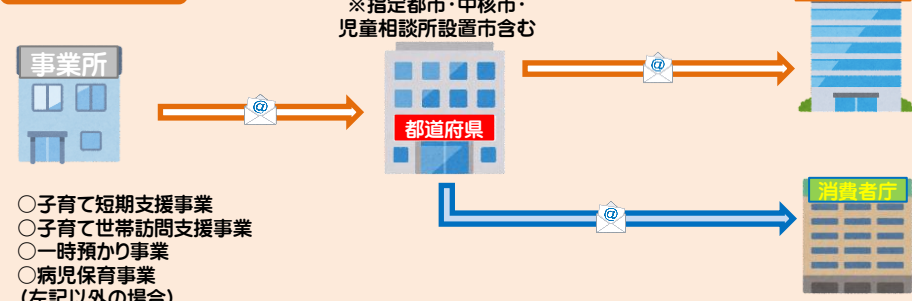 ※指定都市・中核市・
児童相談所設置市含む
事業所
都道府県
消費者庁
○子育て短期支援事業
○子育て世帯訪問支援事業
○一時預かり事業
○病児保育事業
(左記以外の場合)